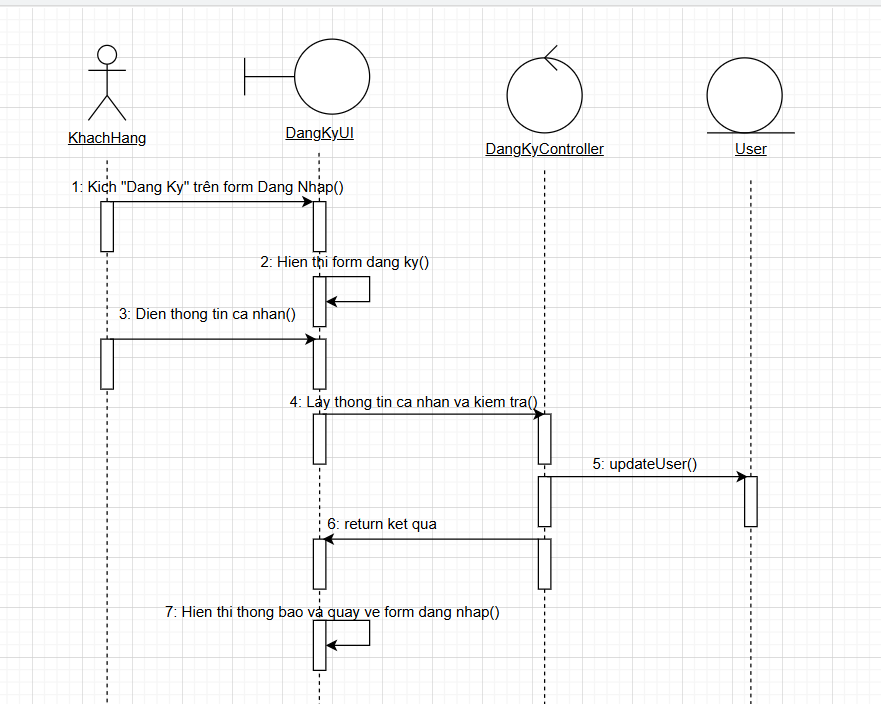 KhachHang
DangKyUI
DangKyController
User
1: Kich "Dang Ky" trên form Dang Nhap()
2: Hien thi form dang ky()
3: Dien thong tin ca nhan()
4: Lay thong tin ca nhan va kiem tra()
5: updateUser()
6: return ket qua
7: Hien thi thong bao va quay ve form dang nhap()